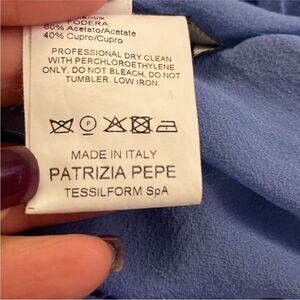 FODERA
60% Acetato/Acetate
40% Cupro/Cupro
PROFESSIONAL DRY CLEAN
WITH PERCHLOROETHYLENE
ONLY. DO NOT BLEACH. DO NOT
TUMBLER. LOW IRON.
P
MADE IN ITALY
PATRIZIA PEPE
TESSILFORM SpA